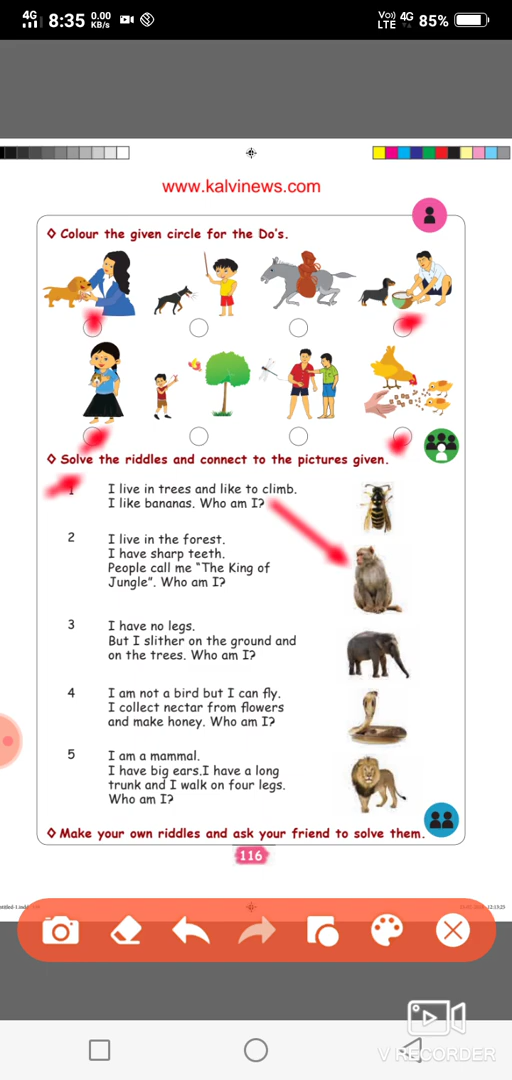 4G 8:35 0.00 KB/s Vo) LTE 4G 85%
www.kalvinews.com
◊ Colour the given circle for the Do's.
◊ Solve the riddles and connect to the pictures given.
1 I live in trees and like to climb.
I like bananas. Who am I?
2 I live in the forest.
I have sharp teeth.
People call me "The King of
Jungle". Who am I?
3 I have no legs.
But I slither on the ground and
on the trees. Who am I?
4 I am not a bird but I can fly.
I collect nectar from flowers
and make honey. Who am I?
5 I am a mammal.
I have big ears.I have a long
trunk and I walk on four legs.
Who am I?
◊ Make your own riddles and ask your friend to solve them.
116
V RECORDER